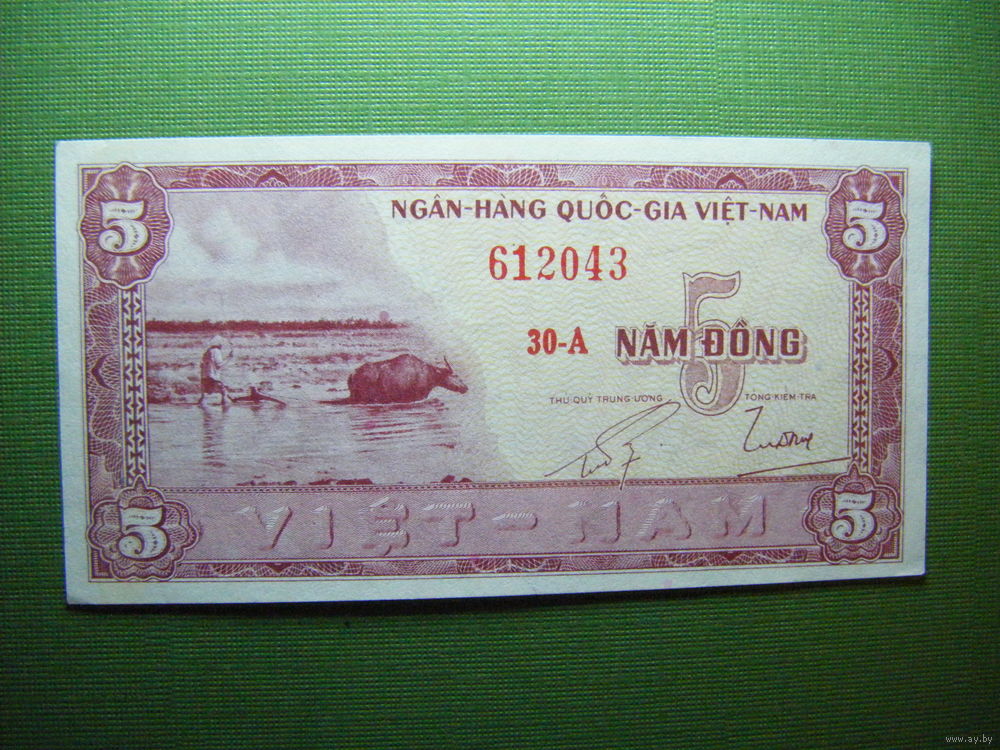 5
5
NGÂN-HÀNG QUỐC-GIA VIỆT-NAM
612043
30-A NĂM ĐỒNG
5
THỦ QUỸ TRUNG-ƯƠNG TỔNG-KIỂM-TRA
5
VIỆT-NAM
5
www.ay.by